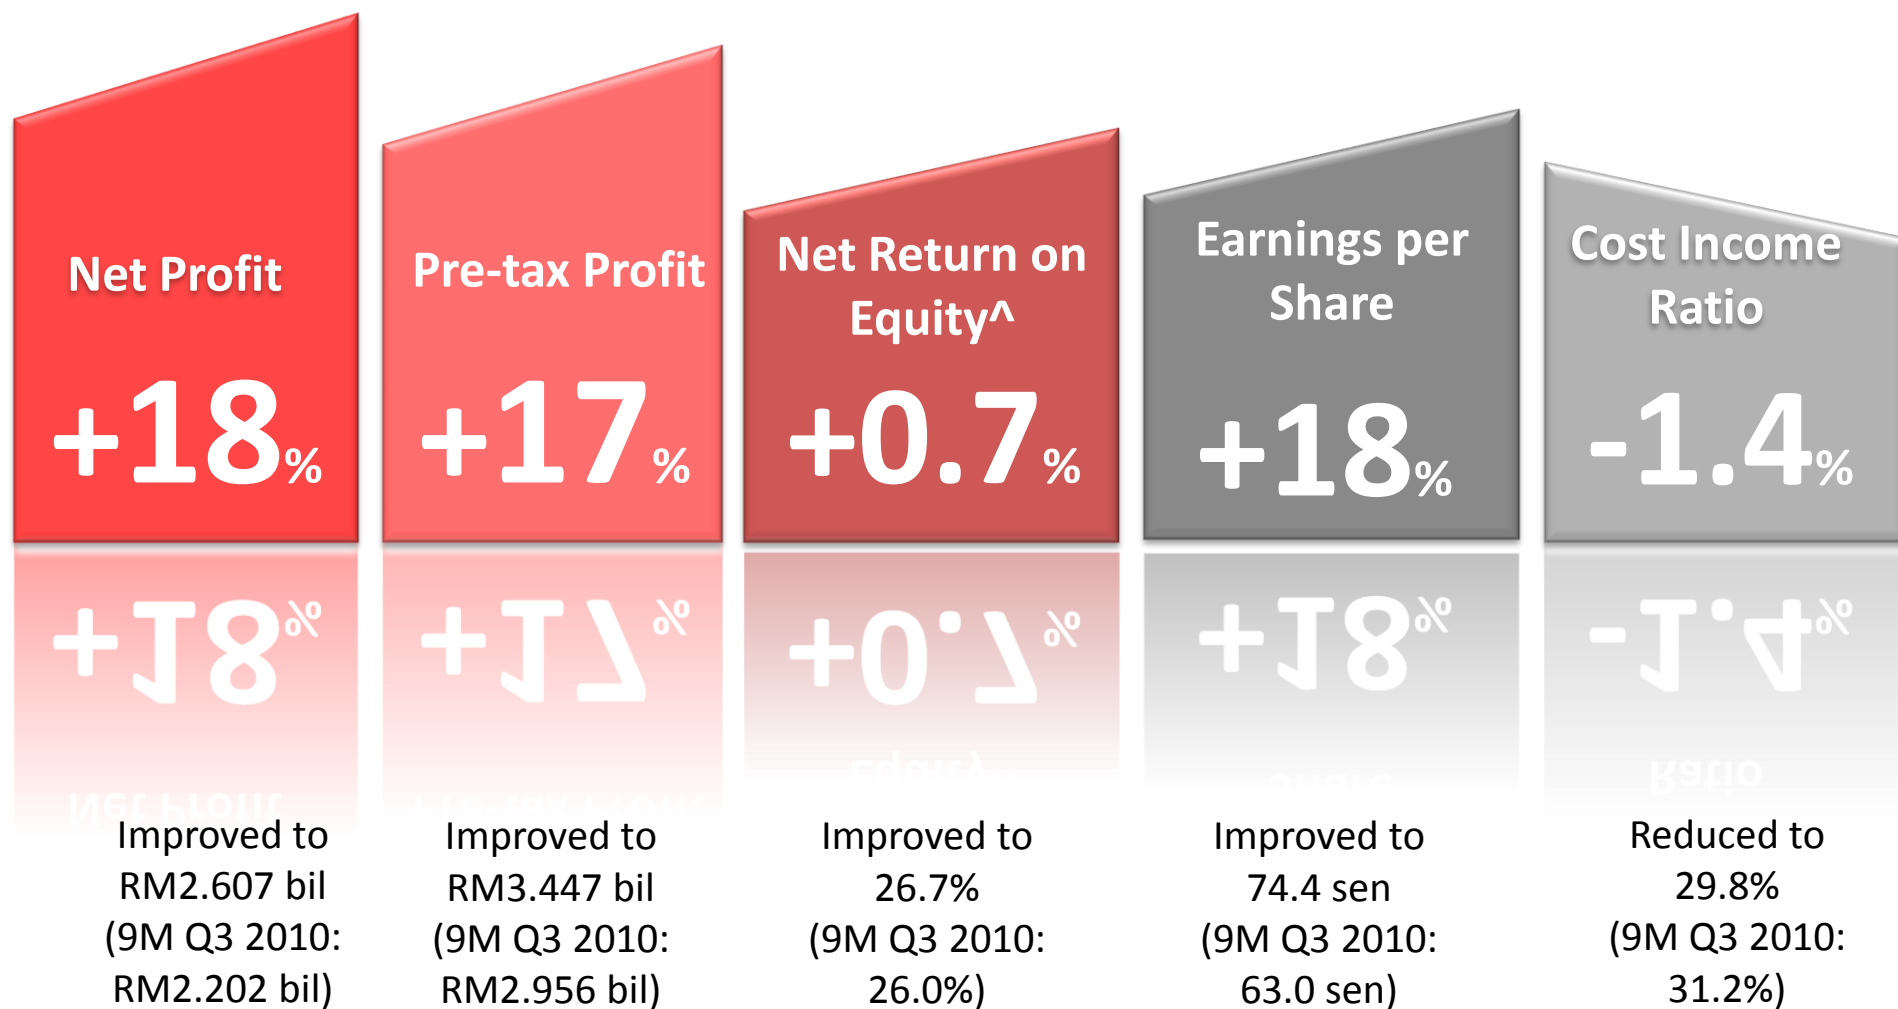 Net Profit
+18%
Pre-tax Profit
+17%
Net Return on
Equity^
+0.7%
Earnings per
Share
+18%
Cost Income
Ratio
-1.4%
Improved to
RM2.607 bil
(9M Q3 2010:
RM2.202 bil)
Improved to
RM3.447 bil
(9M Q3 2010:
RM2.956 bil)
Improved to
26.7%
(9M Q3 2010:
26.0%)
Improved to
74.4 sen
(9M Q3 2010:
63.0 sen)
Reduced to
29.8%
(9M Q3 2010:
31.2%)